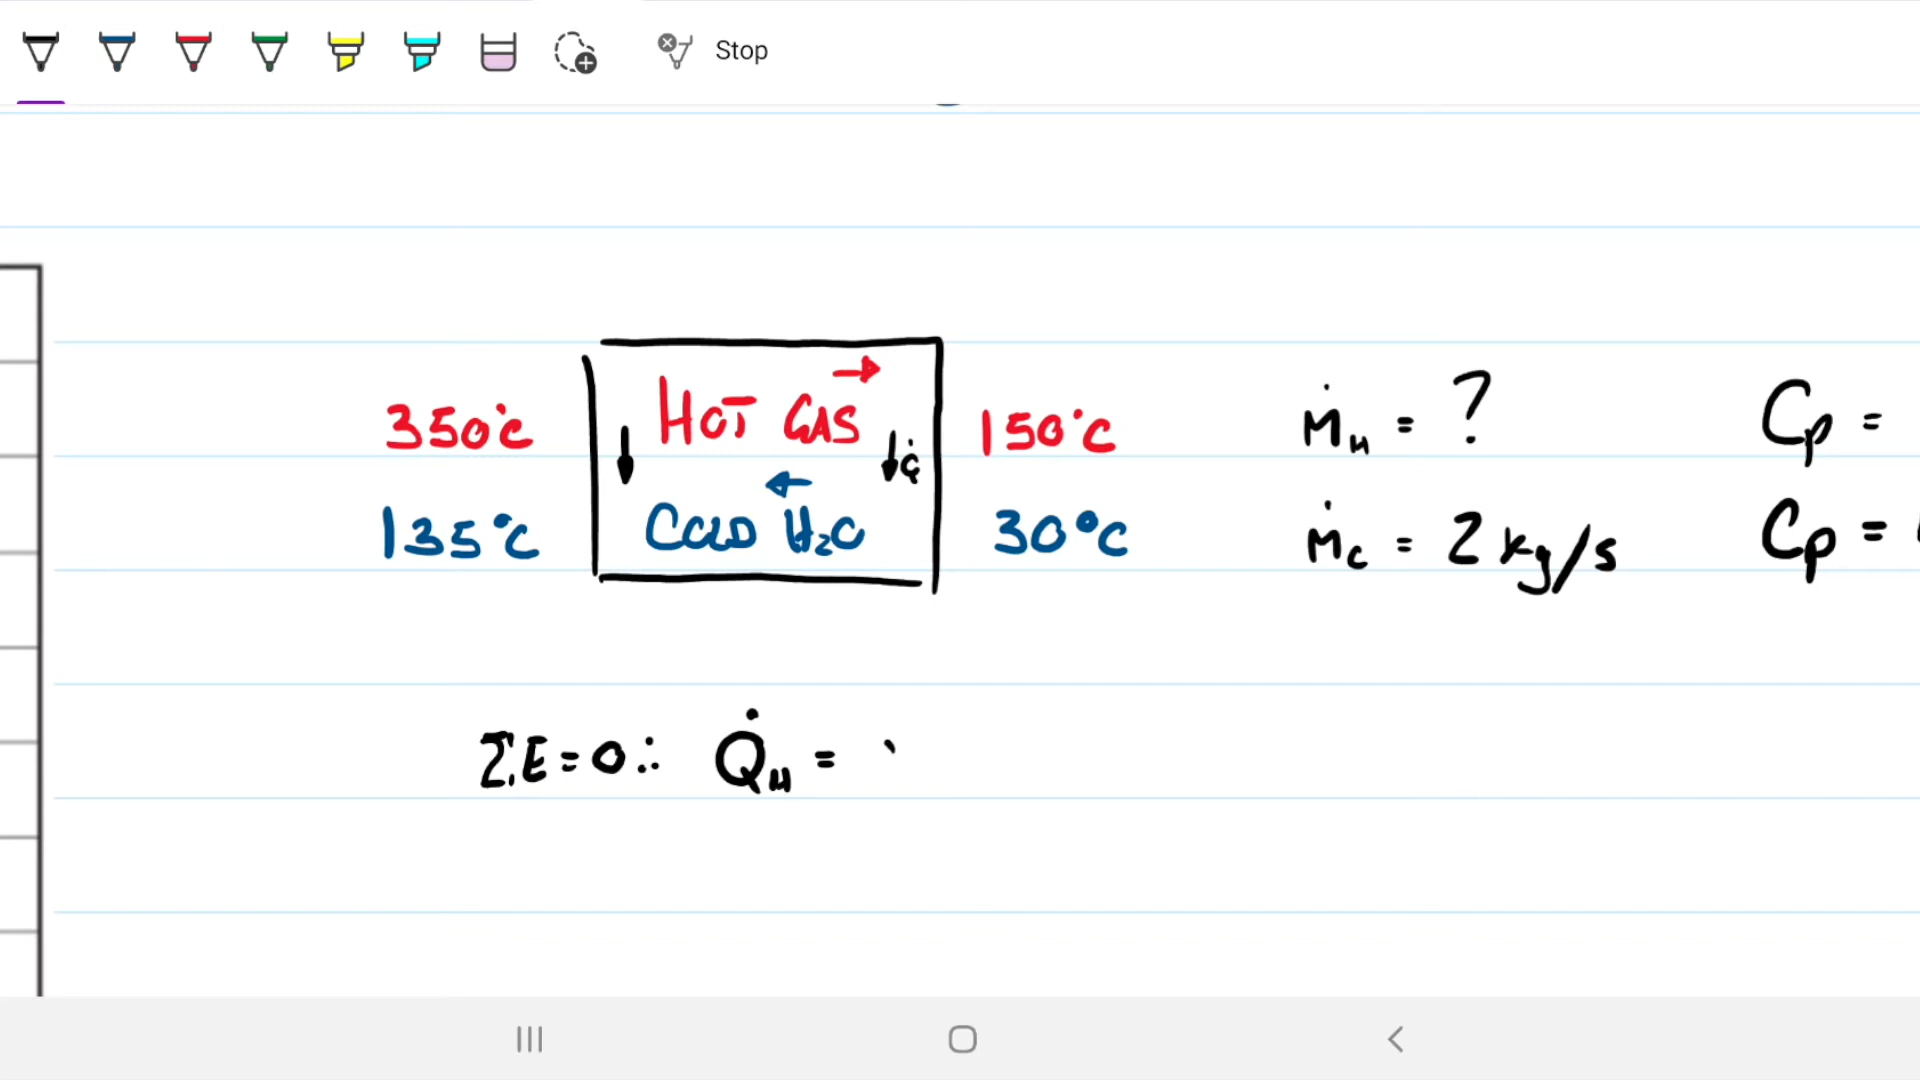 Stop
350°C HOT GAS 150°C ṁH = ? Cp =
q̇
135°C COLD H₂O 30°C ṁc = 2 kg/s Cp =
ΣE = 0 ∴ Q̇H =